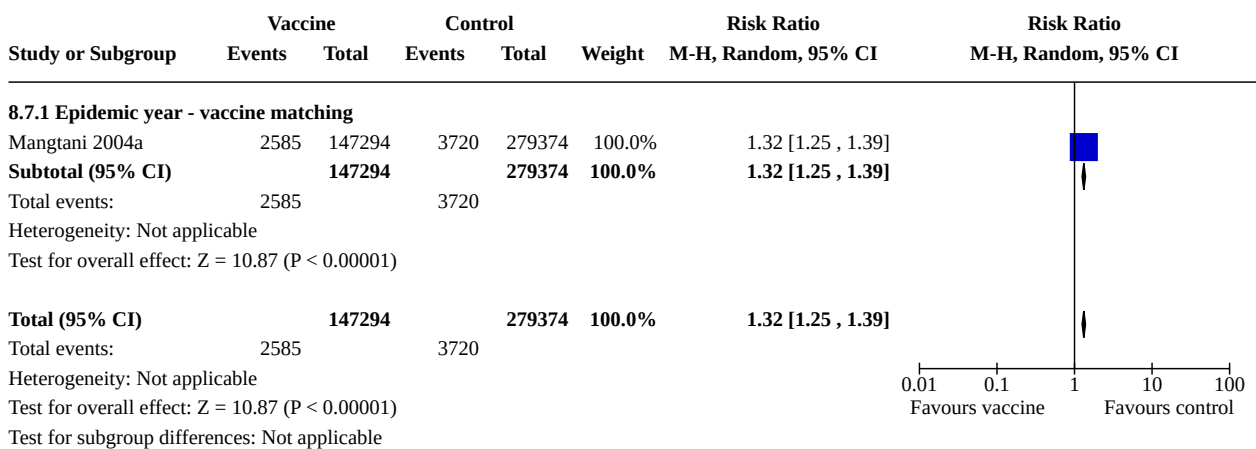 Vaccine Control Risk Ratio Risk Ratio
Study or Subgroup Events Total Events Total Weight M-H, Random, 95% CI M-H, Random, 95% CI
8.7.1 Epidemic year - vaccine matching
Mangtani 2004a 2585 147294 3720 279374 100.0% 1.32 [1.25 , 1.39]
Subtotal (95% CI) 147294 279374 100.0% 1.32 [1.25 , 1.39]
Total events: 2585 3720
Heterogeneity: Not applicable
Test for overall effect: Z = 10.87 (P < 0.00001)
Total (95% CI) 147294 279374 100.0% 1.32 [1.25 , 1.39]
Total events: 2585 3720
Heterogeneity: Not applicable
0.01 0.1 1 10 100
Test for overall effect: Z = 10.87 (P < 0.00001) Favours vaccine Favours control
Test for subgroup differences: Not applicable